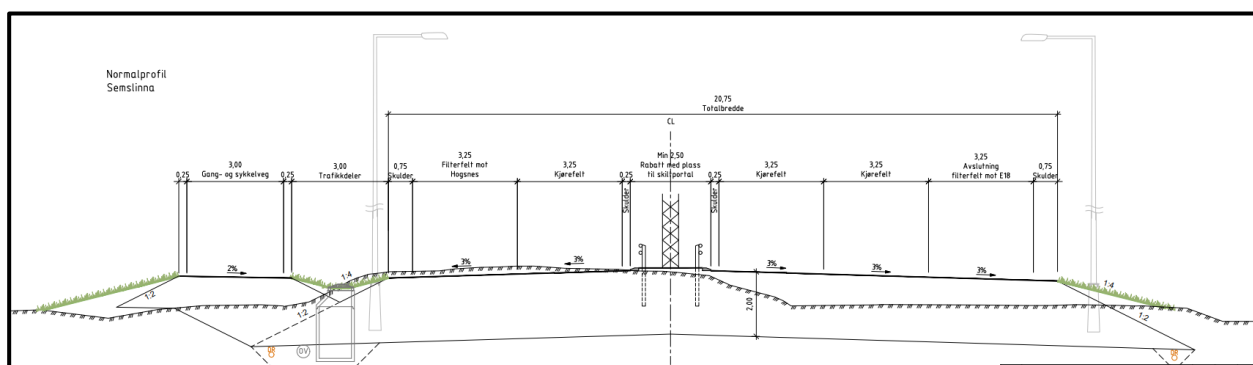 Normalprofil
Semslinna
20,75
Totalbredde
CL
0,25
3,00
Gang- og sykkelveg
0,25
3,00
Trafikkdeler
0,75
Skulder
3,25
Filterfelt mot
Hogsnes
3,25
Kjørefelt
0,25
Skulder
Min 2,50
Rabatt med plass
til skiltportal
0,25
Skulder
3,25
Kjørefelt
3,25
Kjørefelt
3,25
Avslutning
filterfelt mot E18
0,75
Skulder
2%
1:4
3%
3%
3%
3%
3%
1:4
1:2
1:2
1:2
2,00
OV